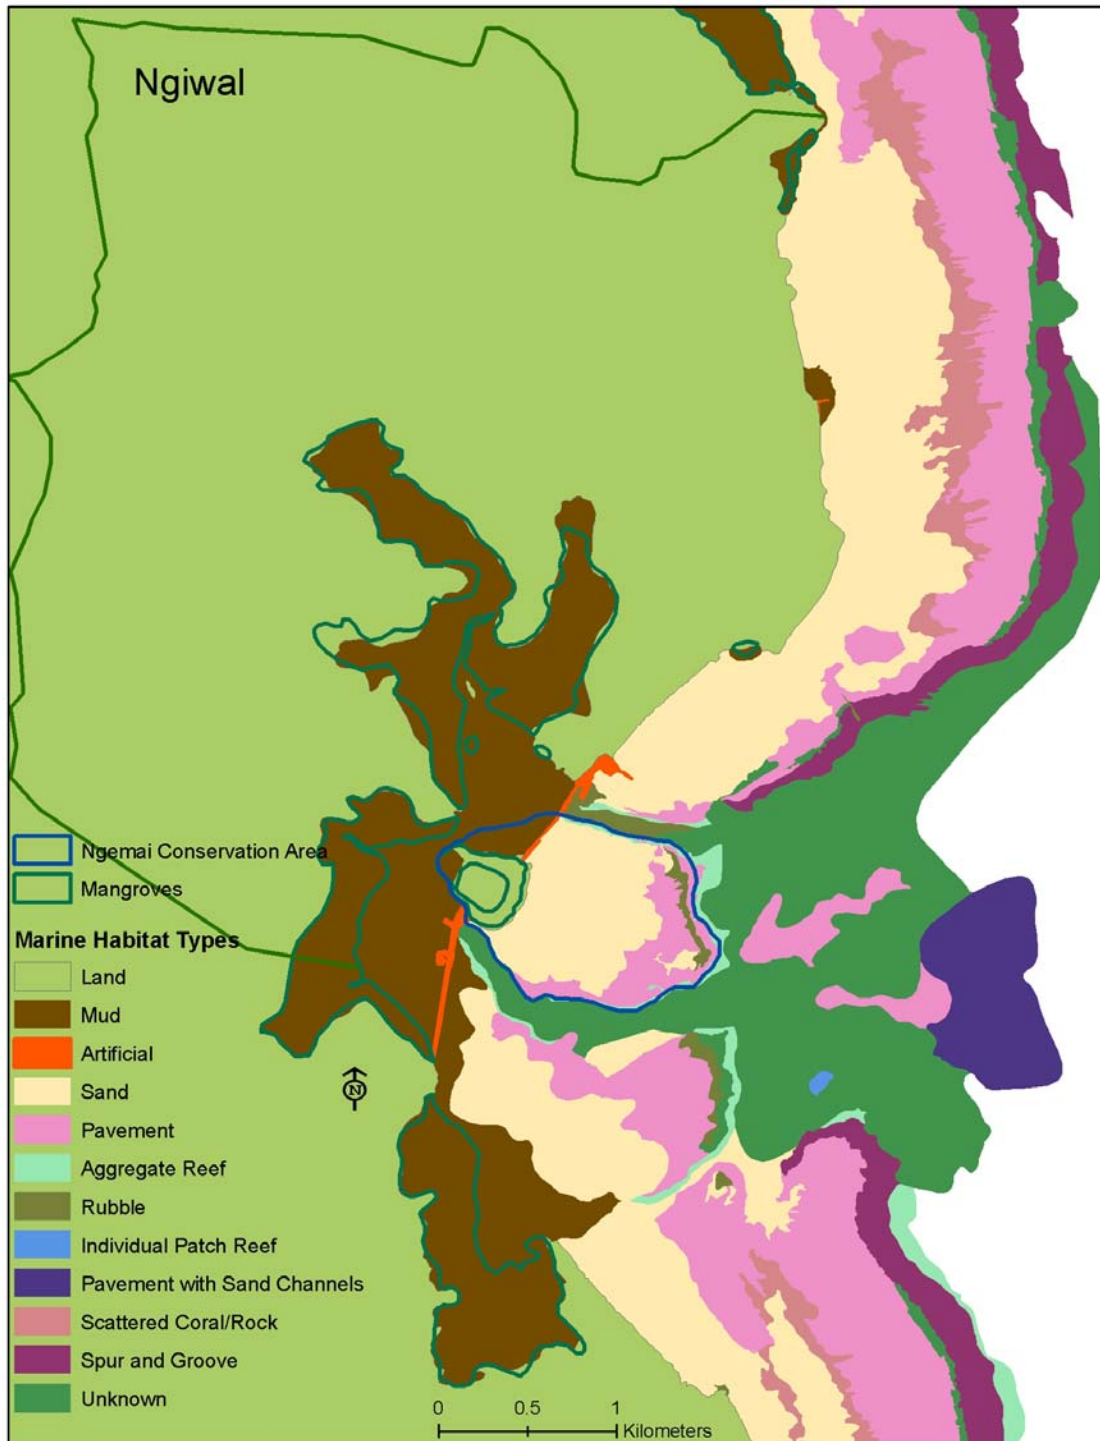 Ngiwal
Ngemai Conservation Area
Mangroves
Marine Habitat Types
Land
Mud
Artificial
Sand
Pavement
Aggregate Reef
Rubble
Individual Patch Reef
Pavement with Sand Channels
Scattered Coral/Rock
Spur and Groove
Unknown
N
0 0.5 1
Kilometers